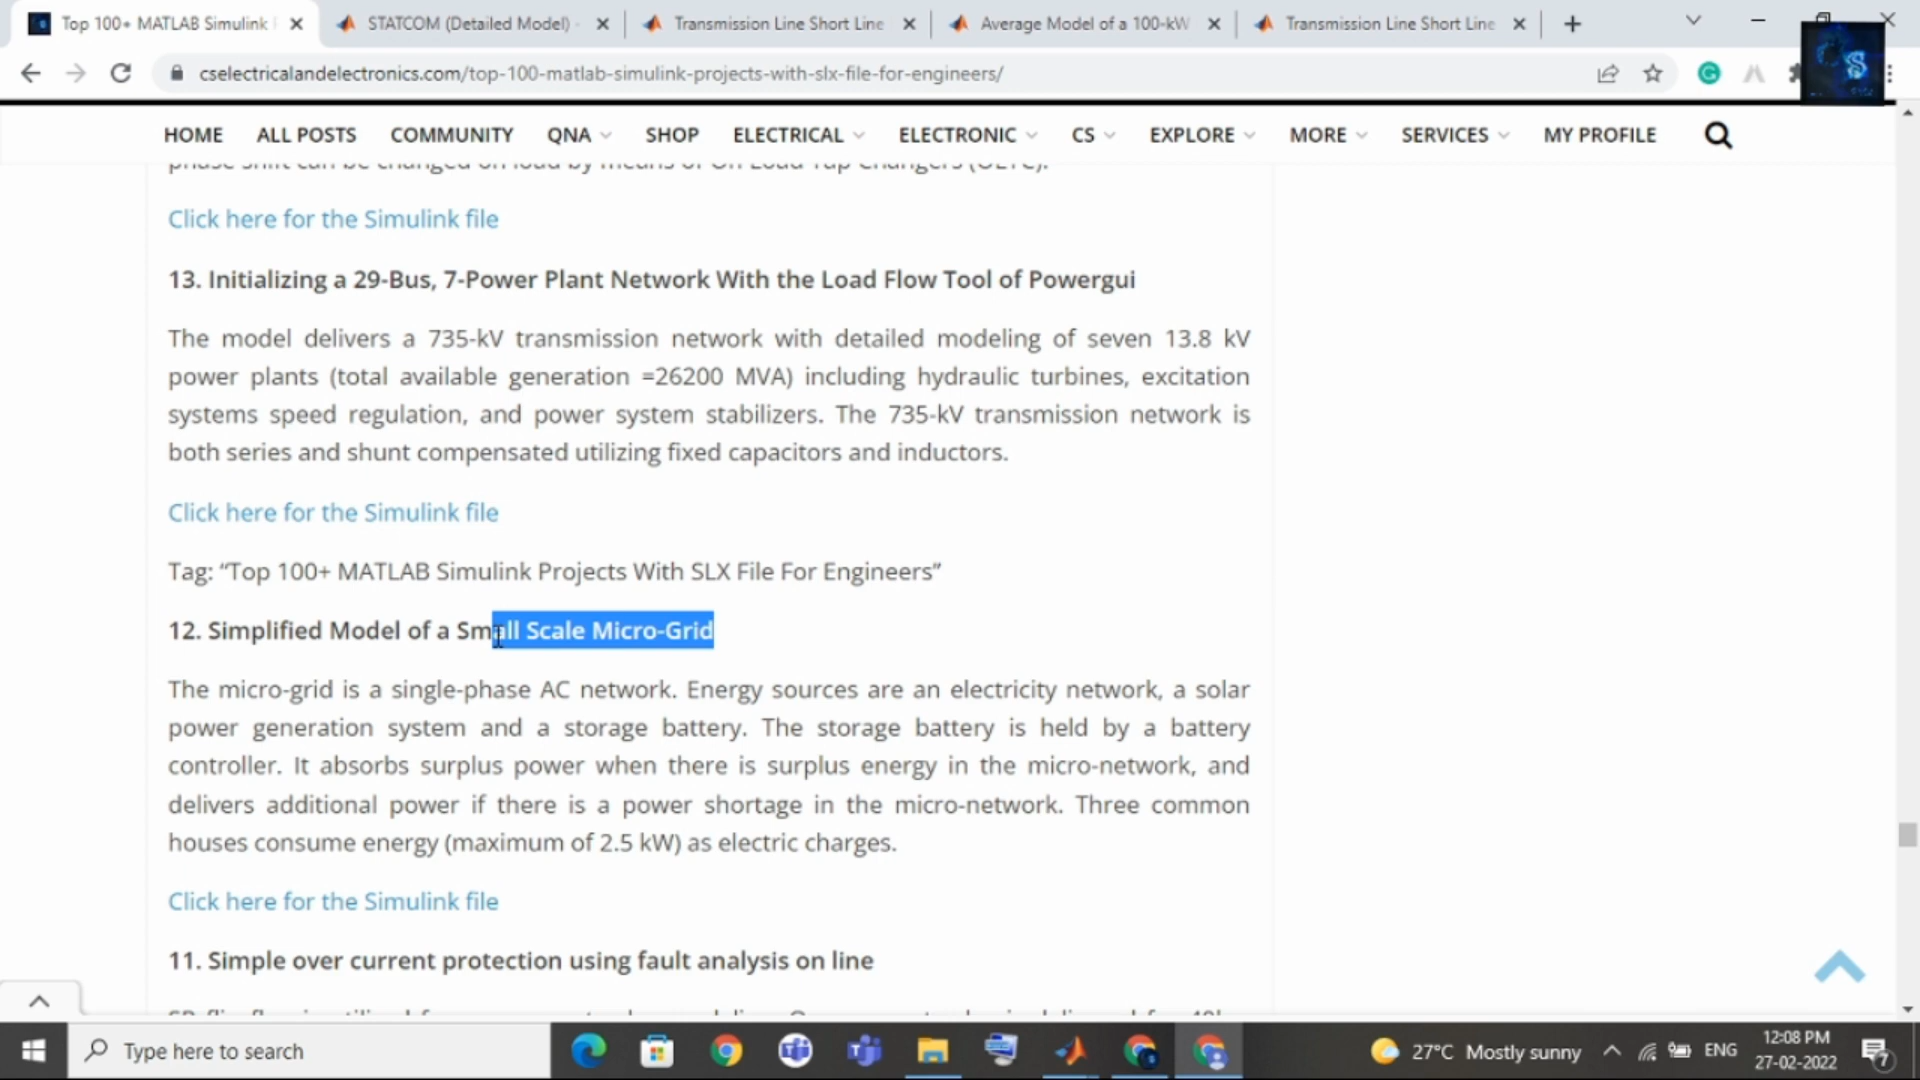 Top 100+ MATLAB Simulink
STATCOM (Detailed Model) -
Transmission Line Short Line
Average Model of a 100-kW
Transmission Line Short Line
cselectricalandelectronics.com/top-100-matlab-simulink-projects-with-slx-file-for-engineers/
HOME ALL POSTS COMMUNITY QNA SHOP ELECTRICAL ELECTRONIC CS EXPLORE MORE SERVICES MY PROFILE
phase shift can be changed on load by means of On Load Tap Changers (OLTC).
Click here for the Simulink file
13. Initializing a 29-Bus, 7-Power Plant Network With the Load Flow Tool of Powergui
The model delivers a 735-kV transmission network with detailed modeling of seven 13.8 kV
power plants (total available generation =26200 MVA) including hydraulic turbines, excitation
systems speed regulation, and power system stabilizers. The 735-kV transmission network is
both series and shunt compensated utilizing fixed capacitors and inductors.
Click here for the Simulink file
Tag: “Top 100+ MATLAB Simulink Projects With SLX File For Engineers”
12. Simplified Model of a Small Scale Micro-Grid
The micro-grid is a single-phase AC network. Energy sources are an electricity network, a solar
power generation system and a storage battery. The storage battery is held by a battery
controller. It absorbs surplus power when there is surplus energy in the micro-network, and
delivers additional power if there is a power shortage in the micro-network. Three common
houses consume energy (maximum of 2.5 kW) as electric charges.
Click here for the Simulink file
11. Simple over current protection using fault analysis on line
Type here to search
27°C Mostly sunny
ENG
12:08 PM
27-02-2022
7